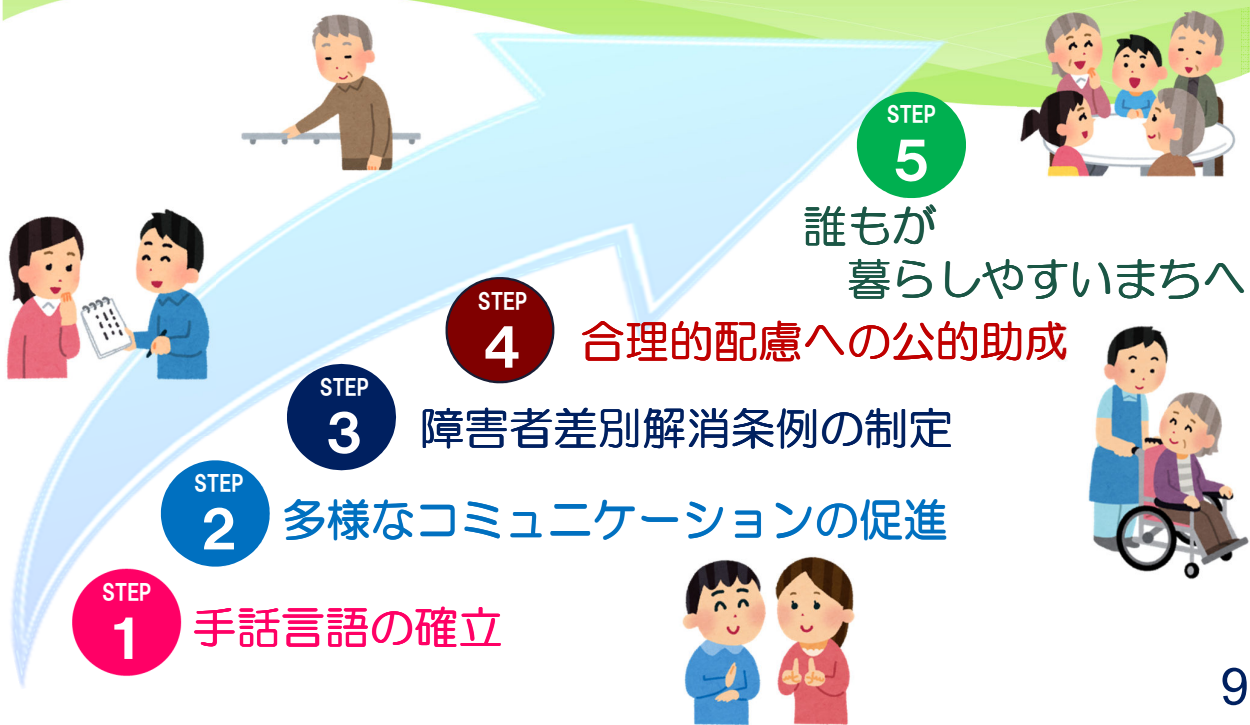 STEP
5
誰もが
暮らしやすいまちへ
STEP
4
合理的配慮への公的助成
STEP
3
障害者差別解消条例の制定
STEP
2
多様なコミュニケーションの促進
STEP
1
手話言語の確立
9